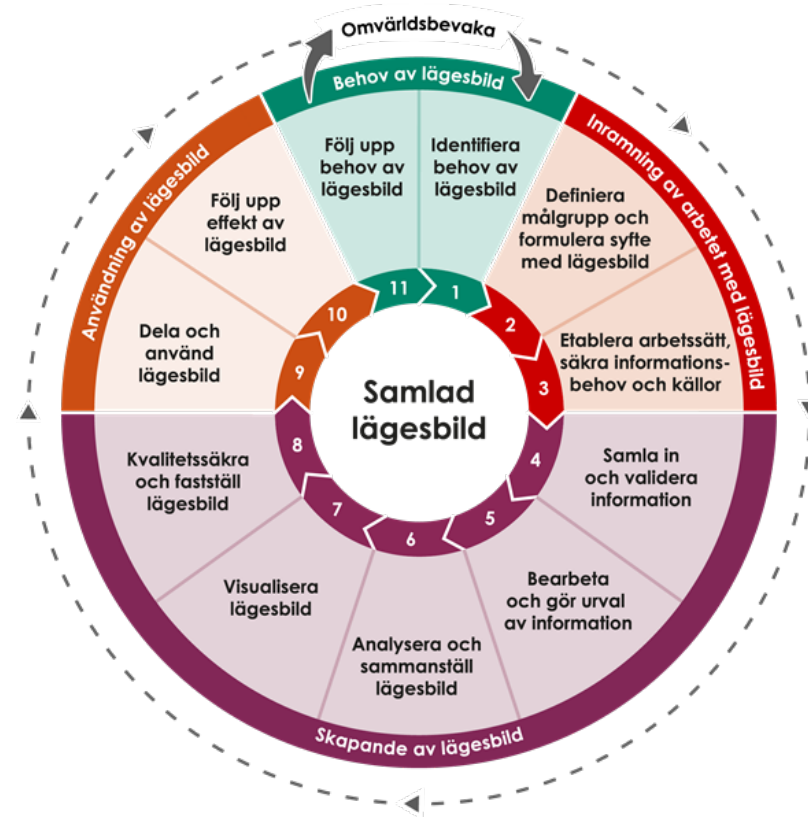 Omvärldsbevaka
Behov av lägesbild
Följ upp
behov av
lägesbild
11
Identifiera
behov av
lägesbild
1
Inramning av arbetet med lägesbild
Definiera
målgrupp och
formulera syfte
med lägesbild
2
Etablera arbetssätt,
säkra informations-
behov och källor
3
Skapande av lägesbild
Samla in
och validera
information
4
Bearbeta
och gör urval
av information
5
Analysera och
sammanställ
lägesbild
6
Visualisera
lägesbild
7
Kvalitetssäkra
och fastställ
lägesbild
8
Användning av lägesbild
Dela och
använd
lägesbild
9
Följ upp
effekt av
lägesbild
10
Samlad
lägesbild